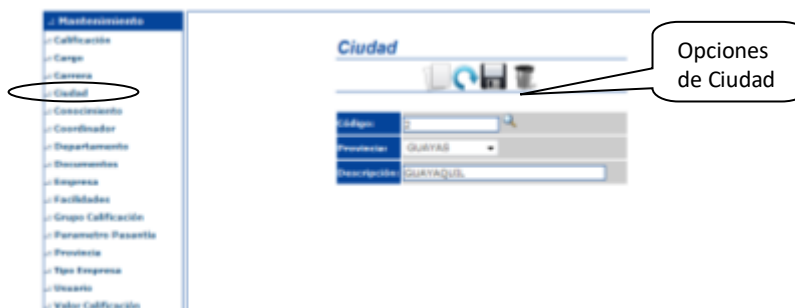 Mantenimiento
Calificación
Cargo
Carrera
Ciudad
Conocimiento
Coordinador
Departamento
Documentos
Empresa
Facilidades
Grupo Calificación
Parametro Pasantía
Provincia
Tipo Empresa
Usuario
Valor Calificación
Ciudad
Código: 2
Provincia: GUAYAS
Descripción: GUAYAQUIL
Opciones
de Ciudad